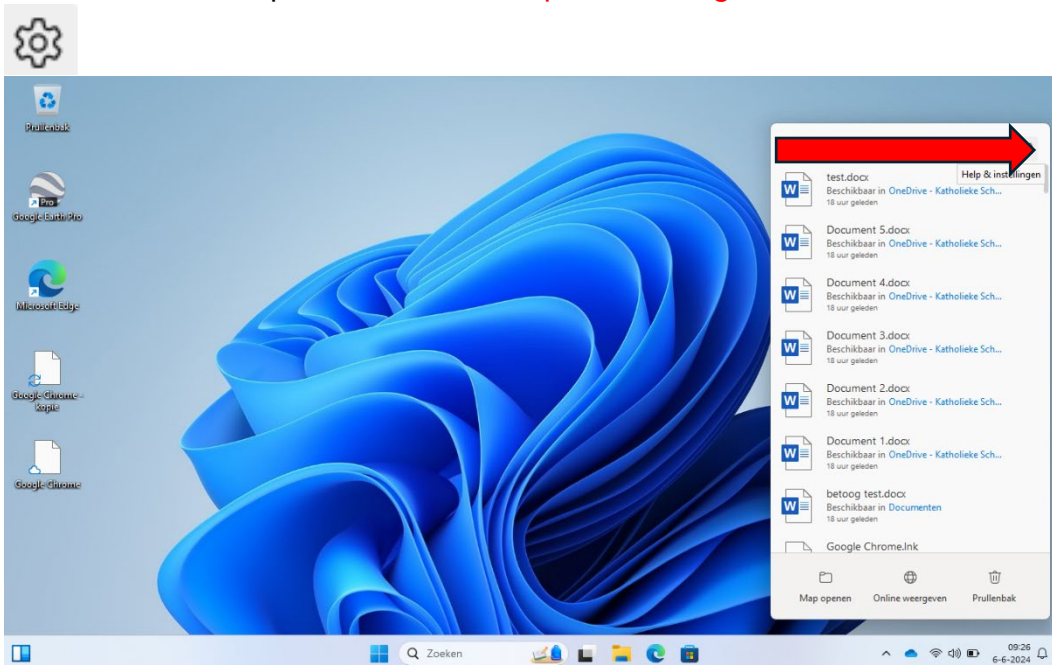 Prullenbak
Pro
Google Earth Pro
Microsoft Edge
Google Chrome -
kopie
Google Chrome
Help & instellingen
test.docx
Beschikbaar in OneDrive - Katholieke Sch...
18 uur geleden
Document 5.docx
Beschikbaar in OneDrive - Katholieke Sch...
18 uur geleden
Document 4.docx
Beschikbaar in OneDrive - Katholieke Sch...
18 uur geleden
Document 3.docx
Beschikbaar in OneDrive - Katholieke Sch...
18 uur geleden
Document 2.docx
Beschikbaar in OneDrive - Katholieke Sch...
18 uur geleden
Document 1.docx
Beschikbaar in OneDrive - Katholieke Sch...
18 uur geleden
betoog test.docx
Beschikbaar in Documenten
18 uur geleden
Google Chrome.lnk
Map openen
Online weergeven
Prullenbak
Zoeken
09:26
6-6-2024